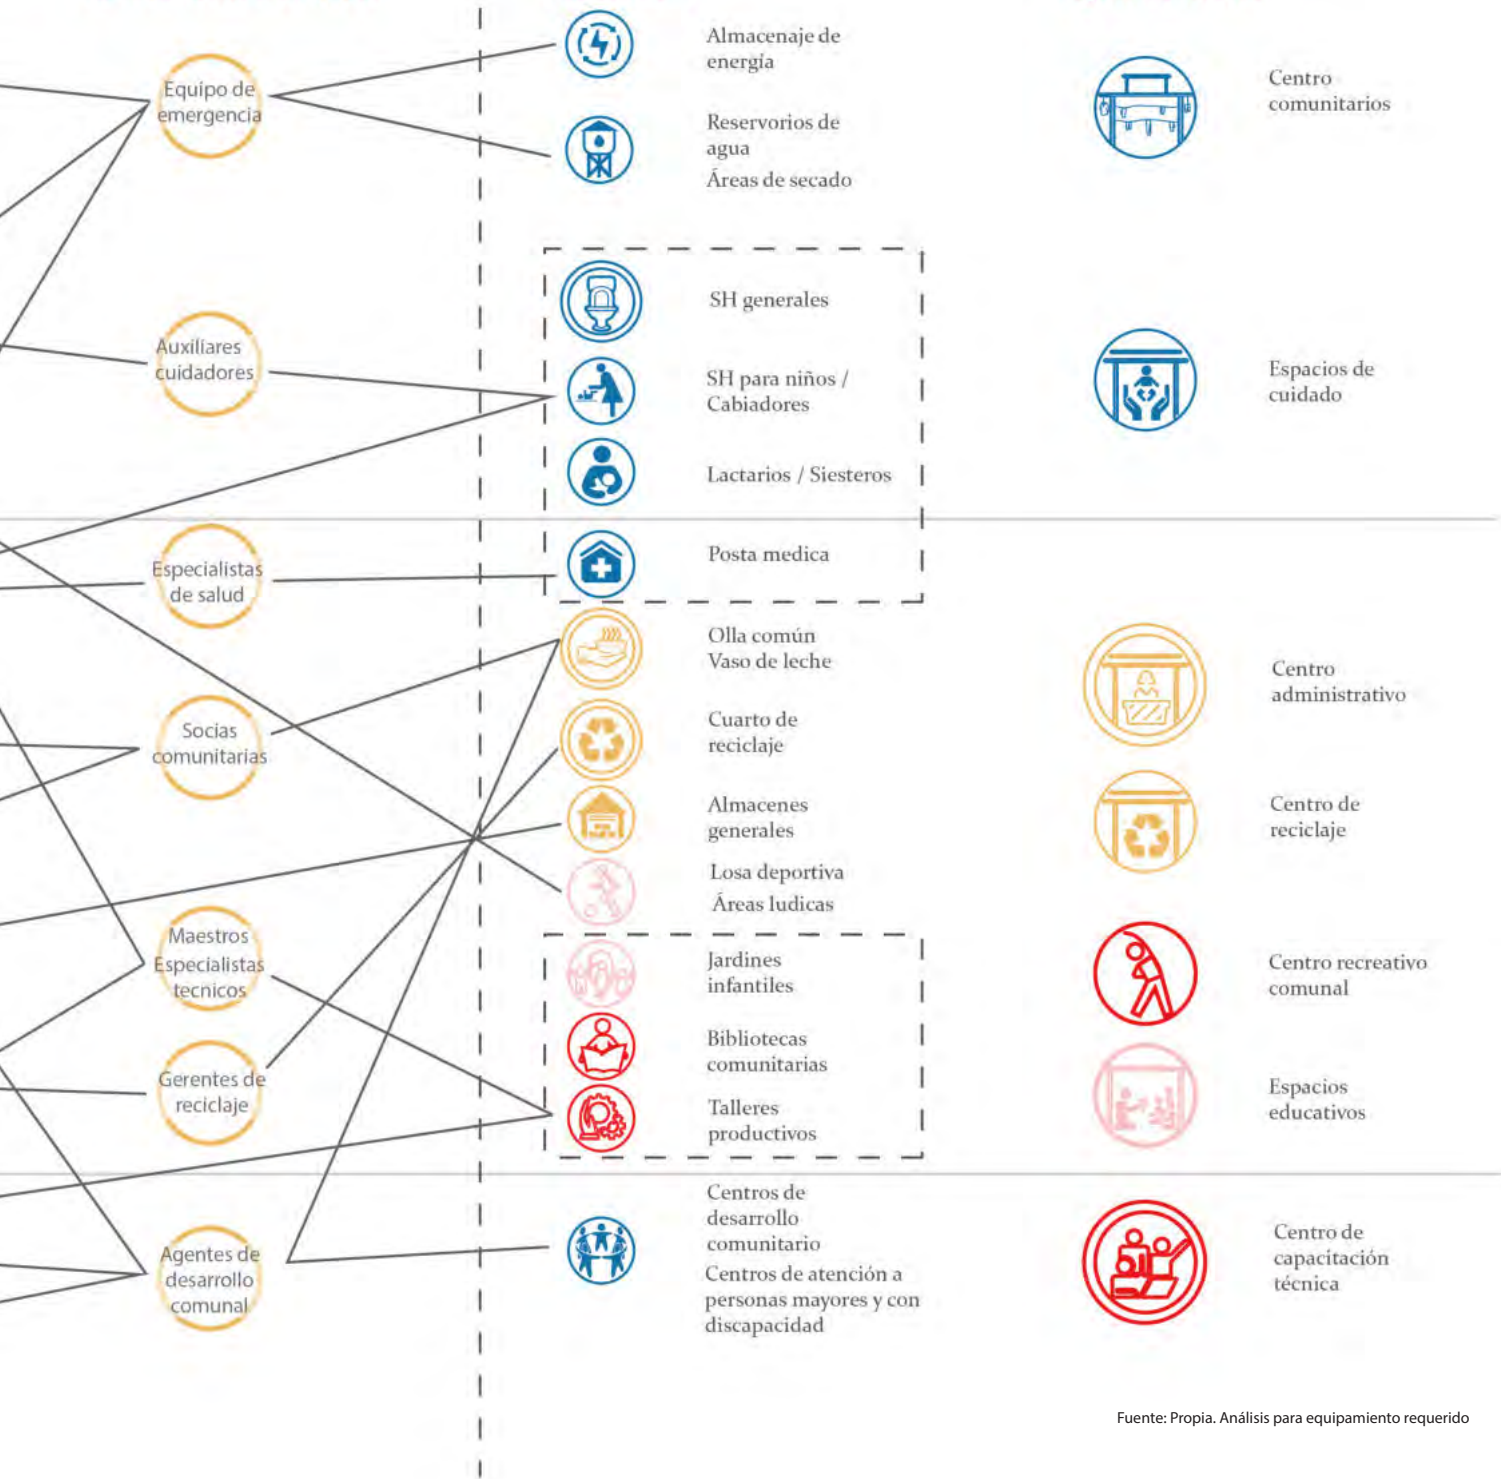 Equipo de
emergencia
Auxiliares
cuidadores
Especialistas
de salud
Socias
comunitarias
Maestros
Especialistas
tecnicos
Gerentes de
reciclaje
Agentes de
desarrollo
comunal
Almacenaje de
energía
Reservorios de
agua
Áreas de secado
SH generales
SH para niños /
Cabiadores
Lactarios / Siesteros
Posta medica
Olla común
Vaso de leche
Cuarto de
reciclaje
Almacenes
generales
Losa deportiva
Áreas ludicas
Jardines
infantiles
Bibliotecas
comunitarias
Talleres
productivos
Centros de
desarrollo
comunitario
Centros de atención a
personas mayores y con
discapacidad
Centro
comunitarios
Espacios de
cuidado
Centro
administrativo
Centro de
reciclaje
Centro recreativo
comunal
Espacios
educativos
Centro de
capacitación
técnica
Fuente: Propia. Análisis para equipamiento requerido